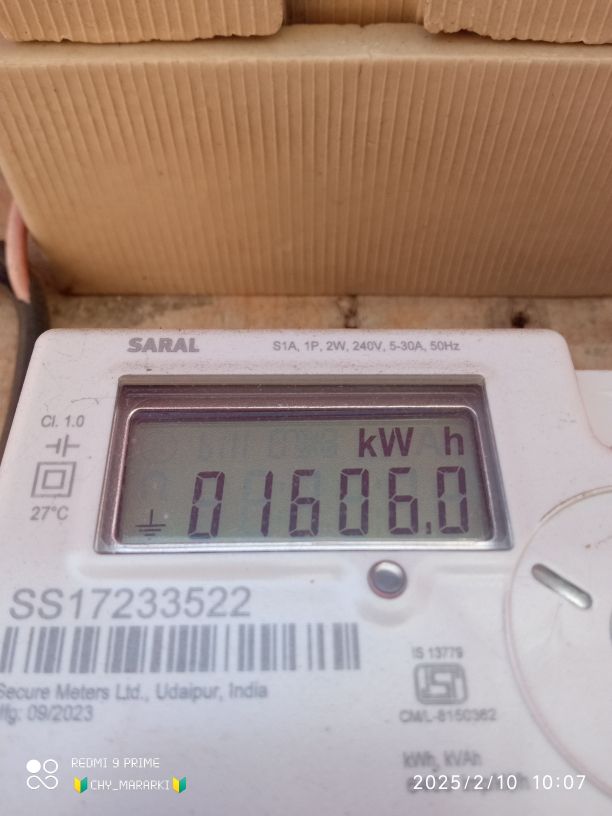 SARAL
S1A, 1P, 2W, 240V, 5-30A, 50Hz
Cl. 1.0
27°C
kW h
01606.0
SS17233522
Secure Meters Ltd., Udaipur, India
Mfg: 09/2023
IS 13779
CM/L-8150362
kWh, kVAh
REDMI 9 PRIME
🔰CHY_MARARKI🔰
2025/2/10 10:07